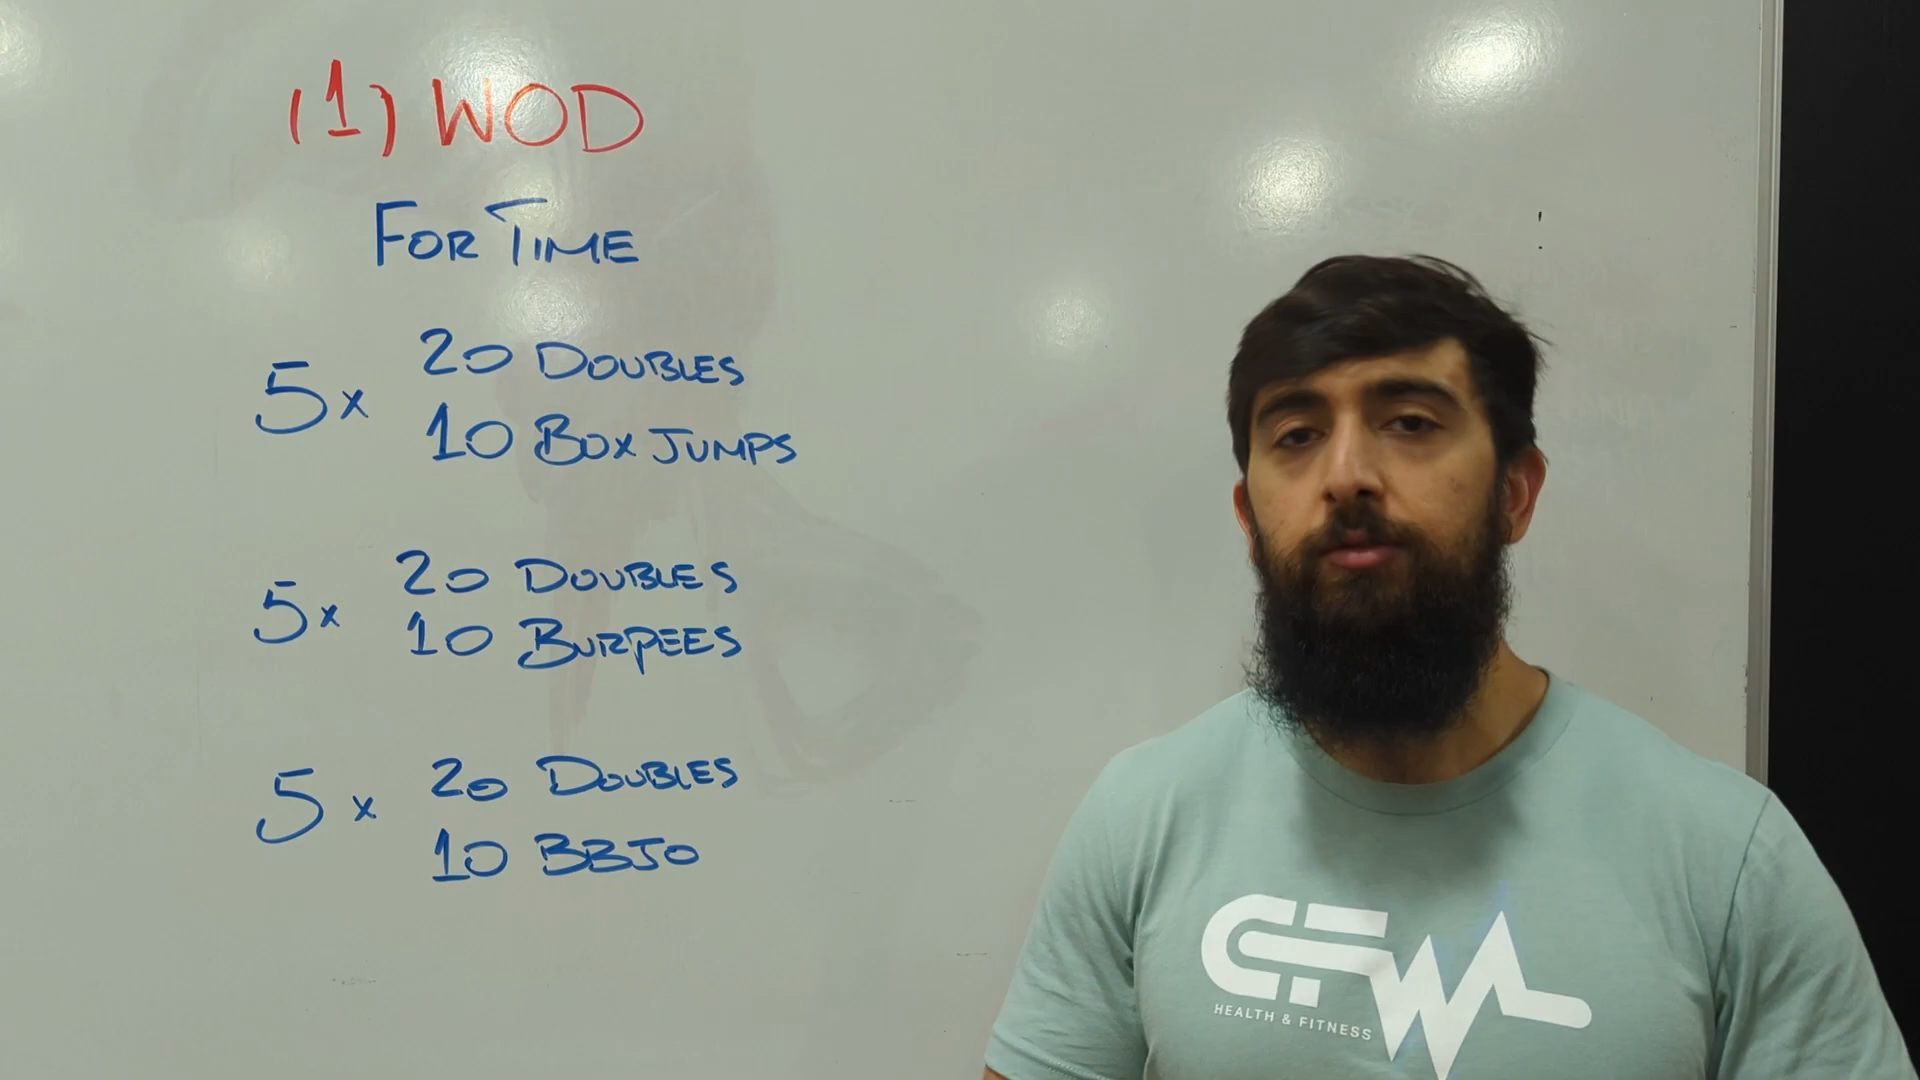 (1) WOD
FOR TIME
5x
20 DOUBLES
10 BOX JUMPS
5x
20 DOUBLES
10 BURPEES
5x
20 DOUBLES
10 BBJO
CFW
HEALTH & FITNESS